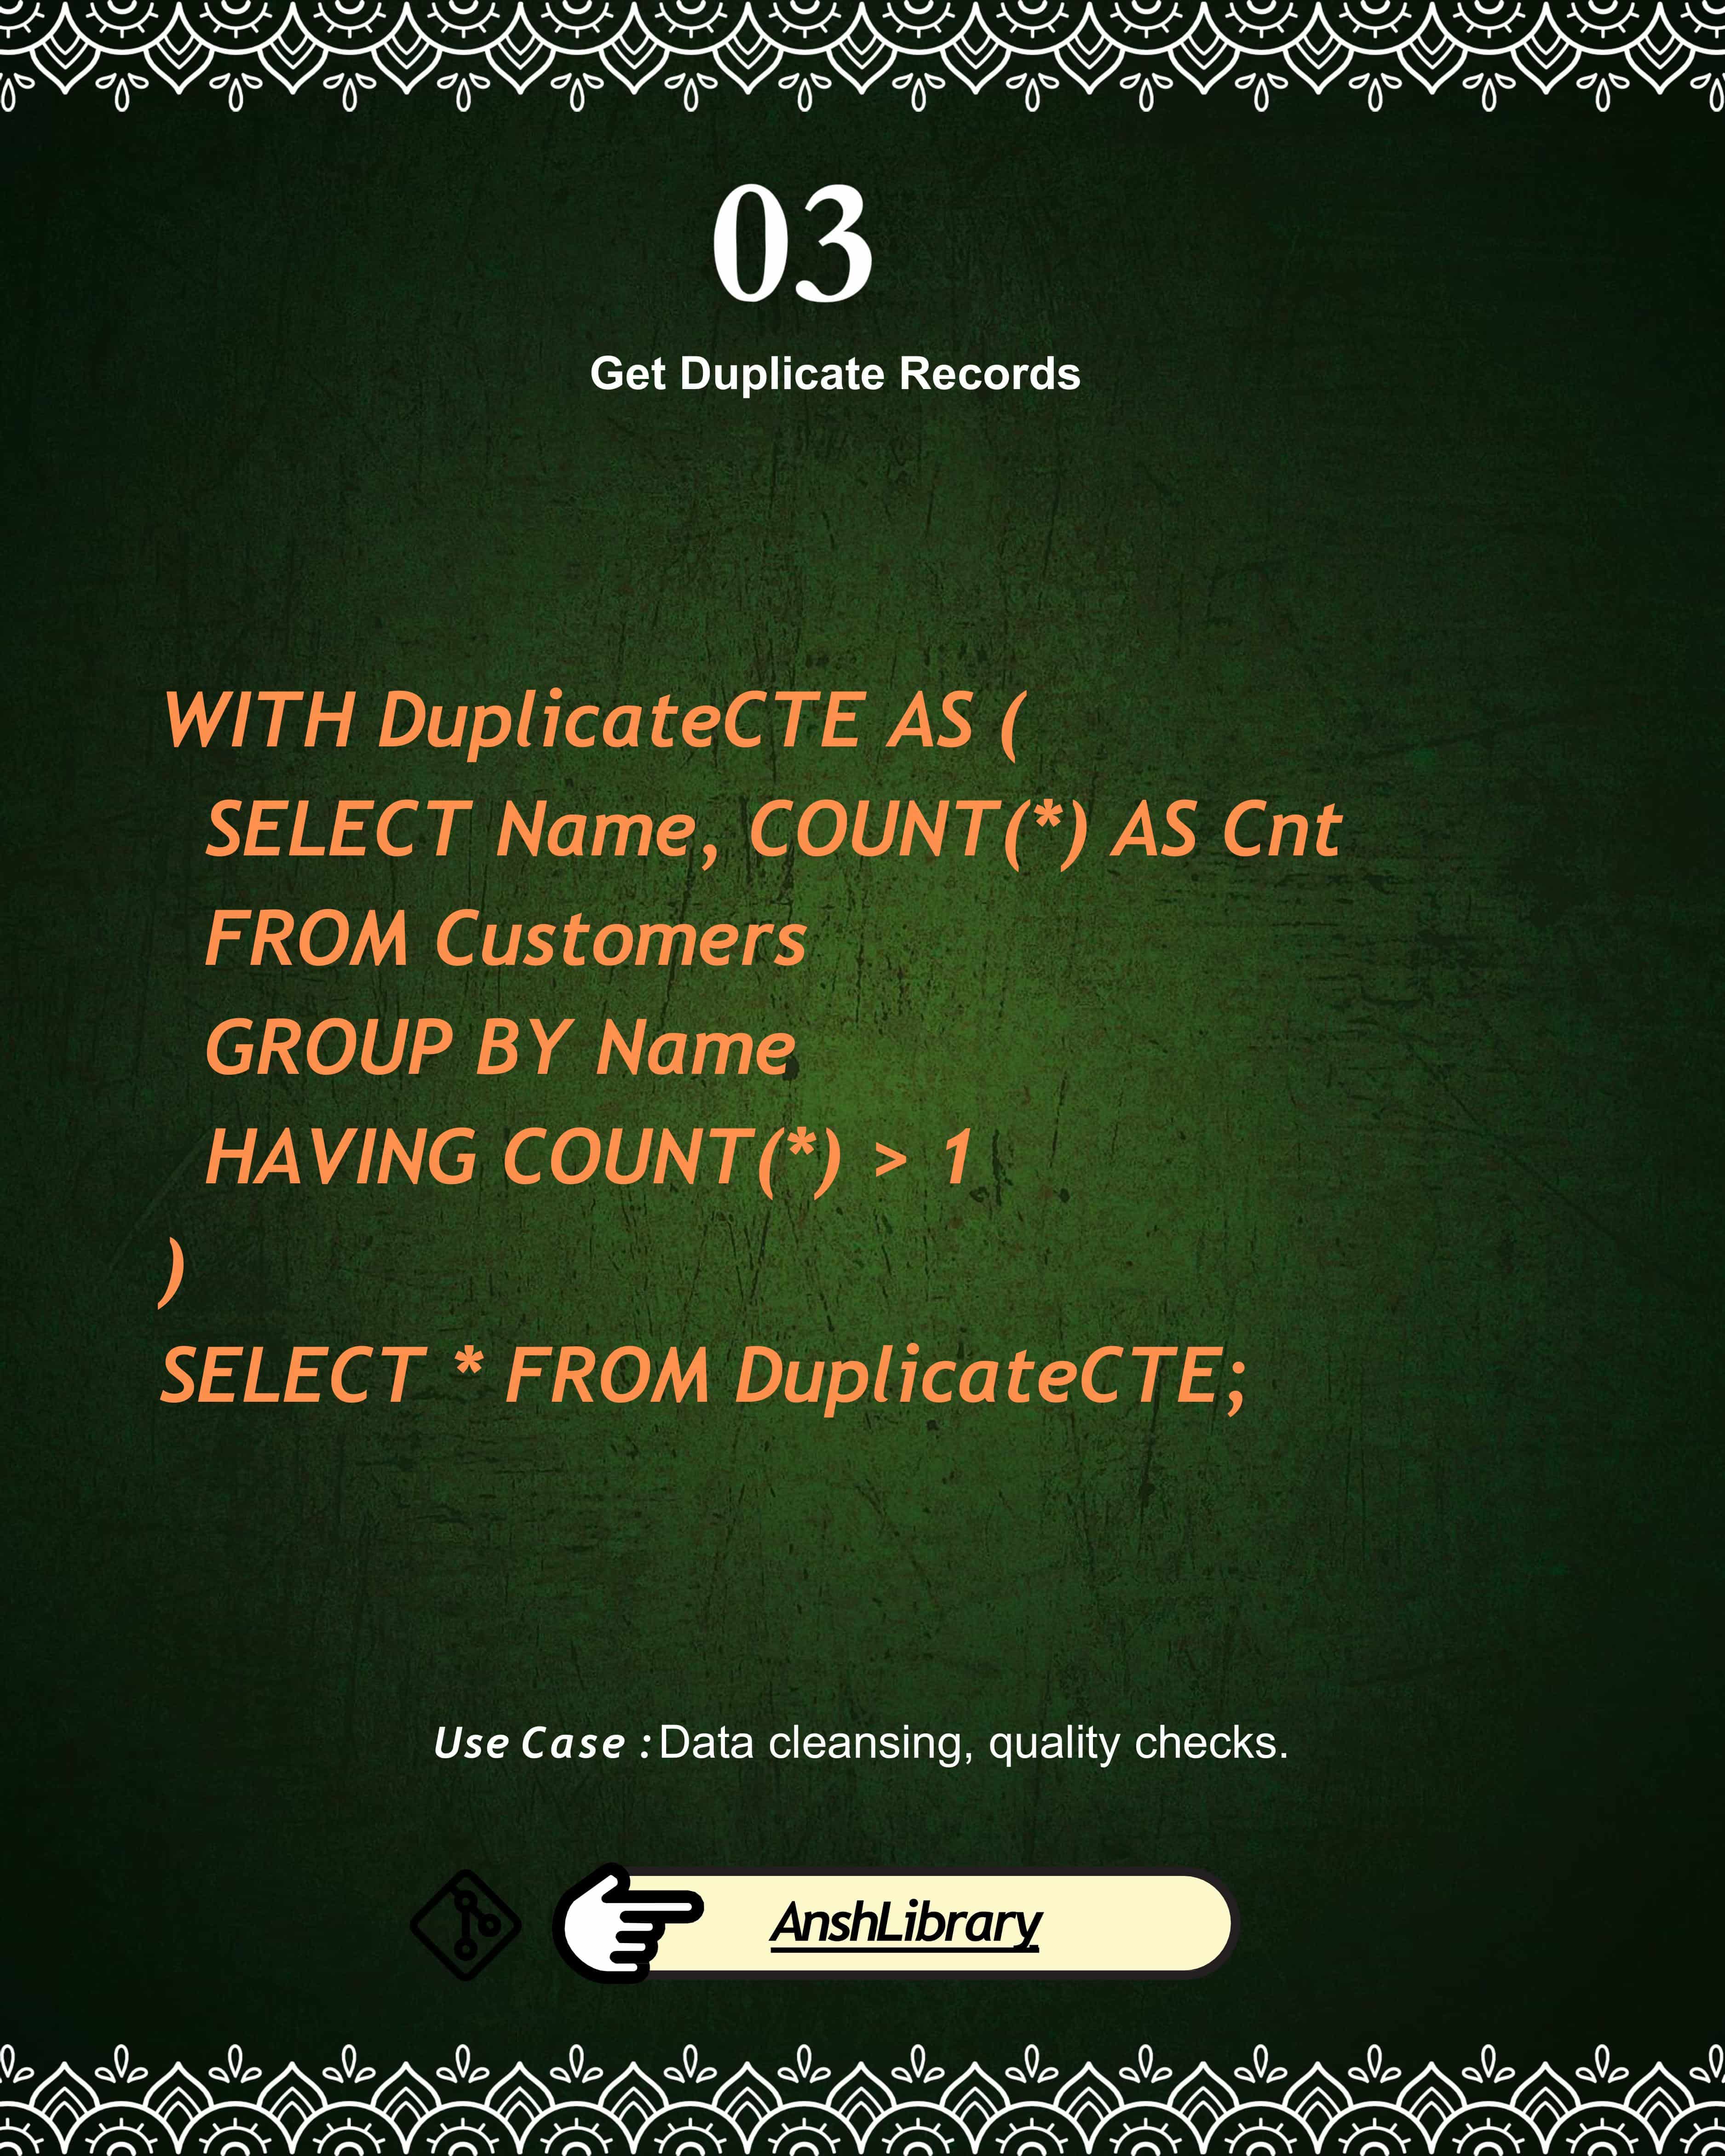 03
Get Duplicate Records
WITH DuplicateCTE AS (
SELECT Name, COUNT(*) AS Cnt
FROM Customers
GROUP BY Name
HAVING COUNT(*) > 1
)
SELECT * FROM DuplicateCTE;
Use Case : Data cleansing, quality checks.
AnshLibrary